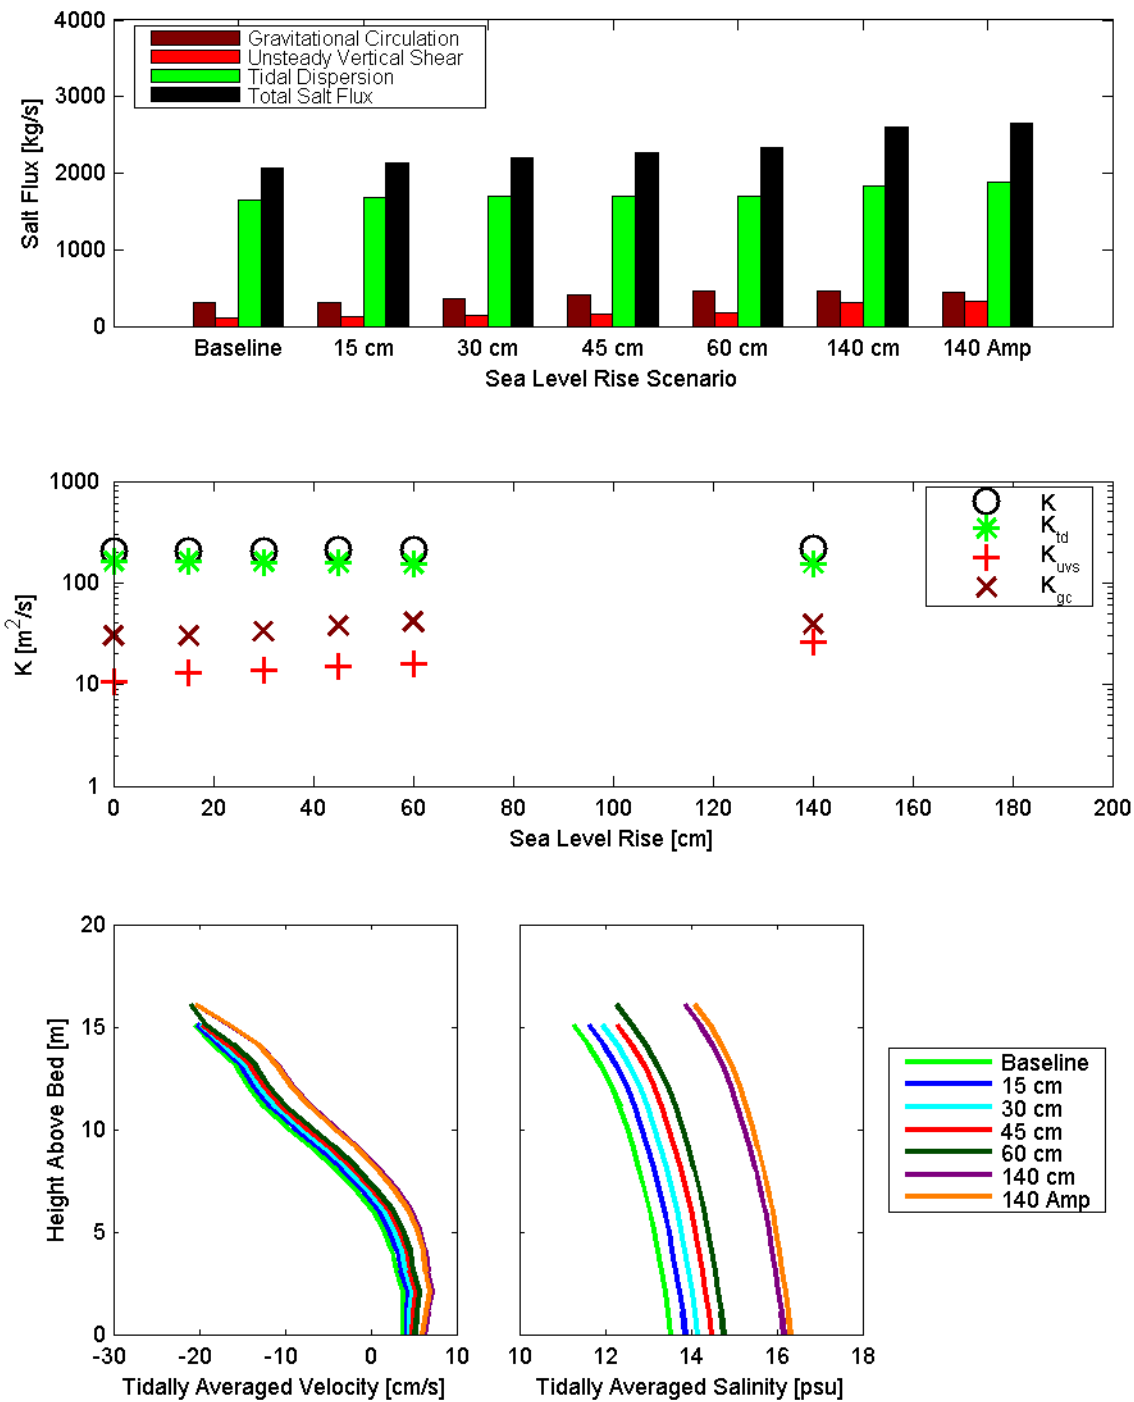 4000
3000
2000
1000
0
Salt Flux [kg/s]
Gravitational Circulation
Unsteady Vertical Shear
Tidal Dispersion
Total Salt Flux
Baseline 15 cm 30 cm 45 cm 60 cm 140 cm 140 Amp
Sea Level Rise Scenario
1000
100
10
1
K [m²/s]
K
K_td
K_uvs
K_gc
0 20 40 60 80 100 120 140 160 180 200
Sea Level Rise [cm]
20
15
10
5
0
Height Above Bed [m]
-30 -20 -10 0 10
Tidally Averaged Velocity [cm/s]
10 12 14 16 18
Tidally Averaged Salinity [psu]
Baseline
15 cm
30 cm
45 cm
60 cm
140 cm
140 Amp